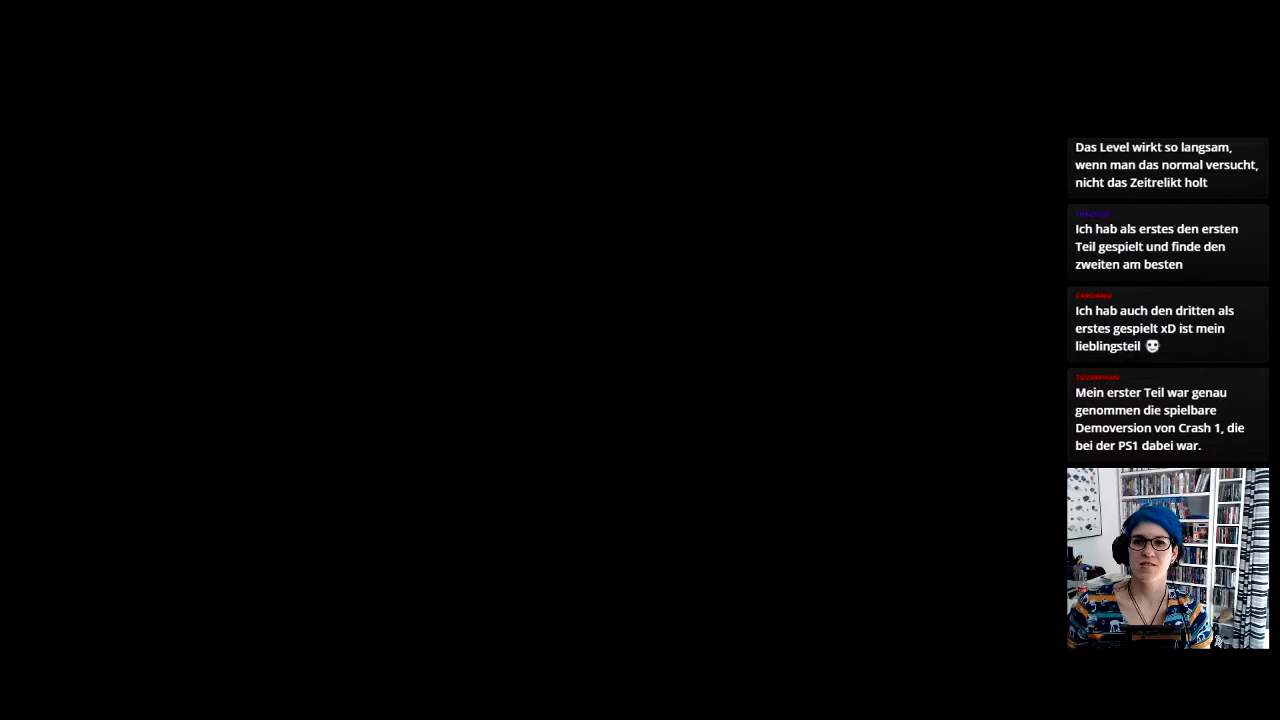 Das Level wirkt so langsam,
wenn man das normal versucht,
nicht das Zeitrelikt holt
Ich hab als erstes den ersten
Teil gespielt und finde den
zweiten am besten
Ich hab auch den dritten als
erstes gespielt xD ist mein
lieblingsteil
Mein erster Teil war genau
genommen die spielbare
Demoversion von Crash 1, die
bei der PS1 dabei war.